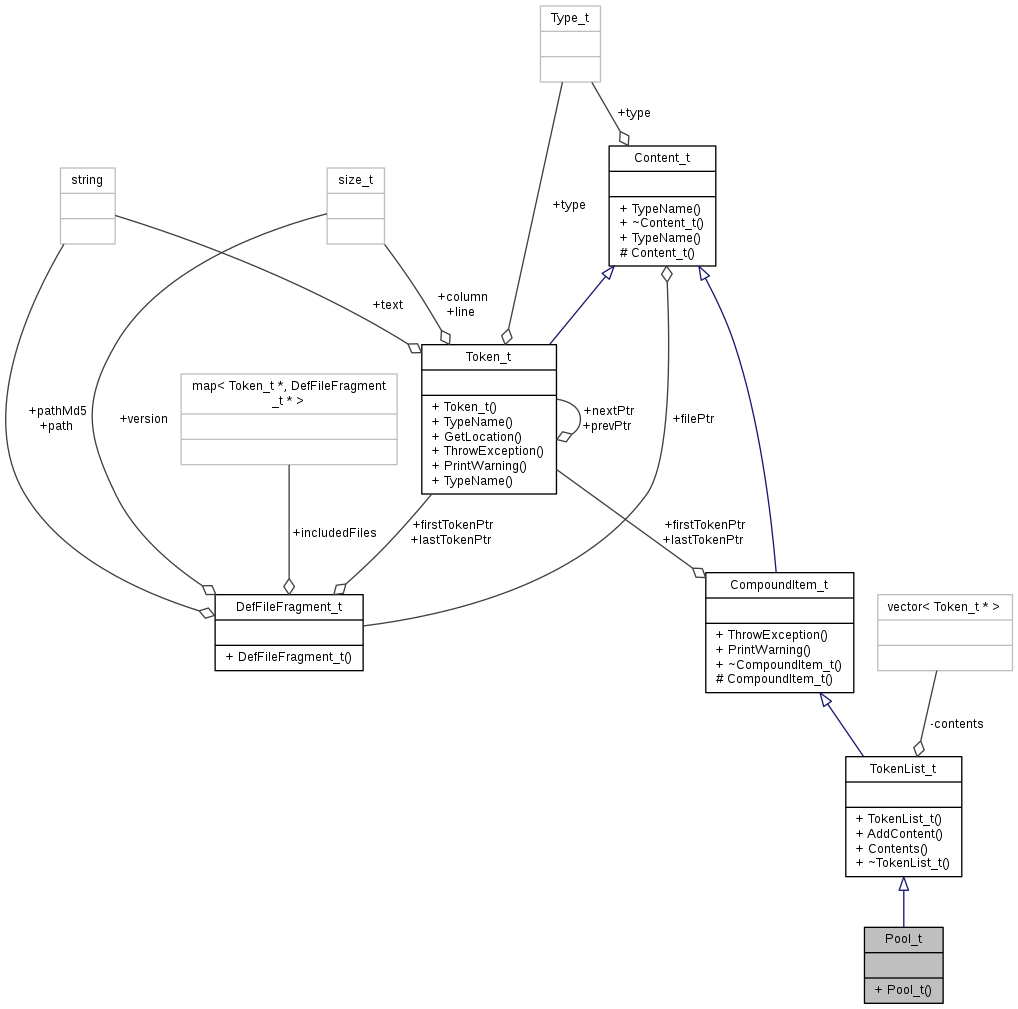 Type_t
+type
Content_t
+ TypeName()
+ ~Content_t()
+ TypeName()
# Content_t()
string
size_t
+type
+text
+column
+line
Token_t
+ Token_t()
+ TypeName()
+ GetLocation()
+ ThrowException()
+ PrintWarning()
+ TypeName()
map< Token_t *, DefFileFragment
_t * >
+pathMd5
+path
+version
+nextPtr
+prevPtr
+filePtr
+includedFiles
+firstTokenPtr
+lastTokenPtr
+firstTokenPtr
+lastTokenPtr
DefFileFragment_t
+ DefFileFragment_t()
CompoundItem_t
+ ThrowException()
+ PrintWarning()
+ ~CompoundItem_t()
# CompoundItem_t()
vector< Token_t * >
-contents
TokenList_t
+ TokenList_t()
+ AddContent()
+ Contents()
+ ~TokenList_t()
Pool_t
+ Pool_t()